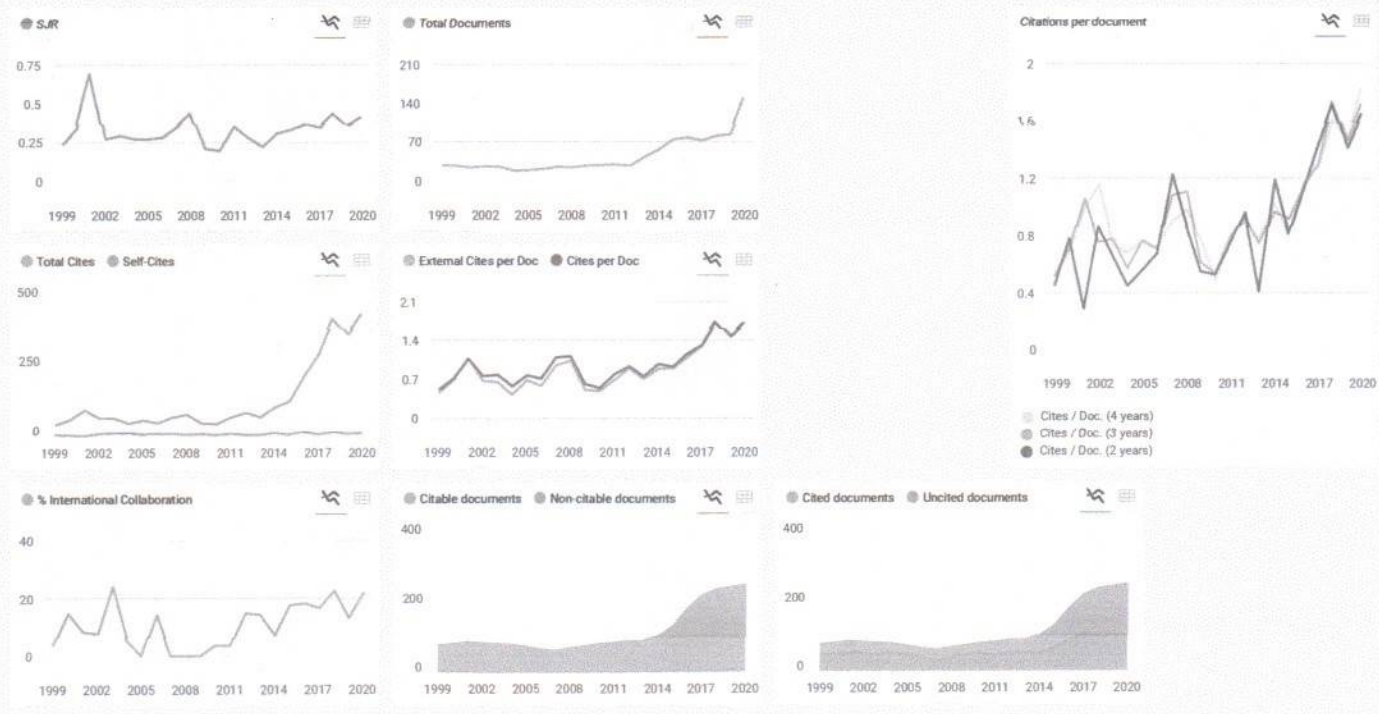 SJR
0.75
0.5
0.25
0
1999 2002 2005 2008 2011 2014 2017 2020
Total Documents
210
140
70
0
1999 2002 2005 2008 2011 2014 2017 2020
Citations per document
2
1.6
1.2
0.8
0.4
0
1999 2002 2005 2008 2011 2014 2017 2020
Cites / Doc. (4 years)
Cites / Doc. (3 years)
Cites / Doc. (2 years)
Total Cites Self-Cites
500
250
0
1999 2002 2005 2008 2011 2014 2017 2020
External Cites per Doc Cites per Doc
2.1
1.4
0.7
0
1999 2002 2005 2008 2011 2014 2017 2020
% International Collaboration
40
20
0
1999 2002 2005 2008 2011 2014 2017 2020
Citable documents Non-citable documents
400
200
0
1999 2002 2005 2008 2011 2014 2017 2020
Cited documents Uncited documents
400
200
0
1999 2002 2005 2008 2011 2014 2017 2020